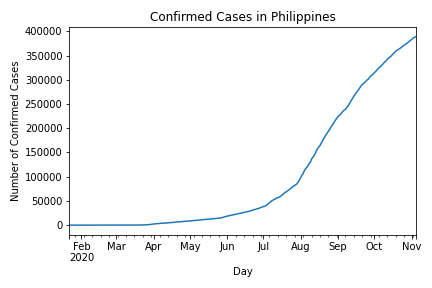 Confirmed Cases in Philippines
Number of Confirmed Cases
400000
350000
300000
250000
200000
150000
100000
50000
0
Feb Mar Apr May Jun Jul Aug Sep Oct Nov
2020
Day